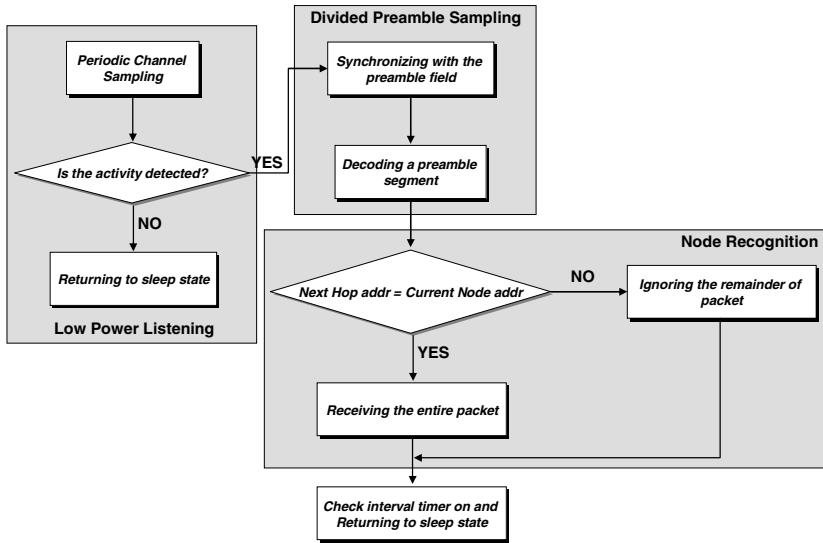 Divided Preamble Sampling
Periodic Channel
Sampling
Synchronizing with the
preamble field
YES
Is the activity detected?
Decoding a preamble
segment
NO
Returning to sleep state
Low Power Listening
Node Recognition
Next Hop addr = Current Node addr
NO
Ignoring the remainder of
packet
YES
Receiving the entire packet
Check interval timer on and
Returning to sleep state